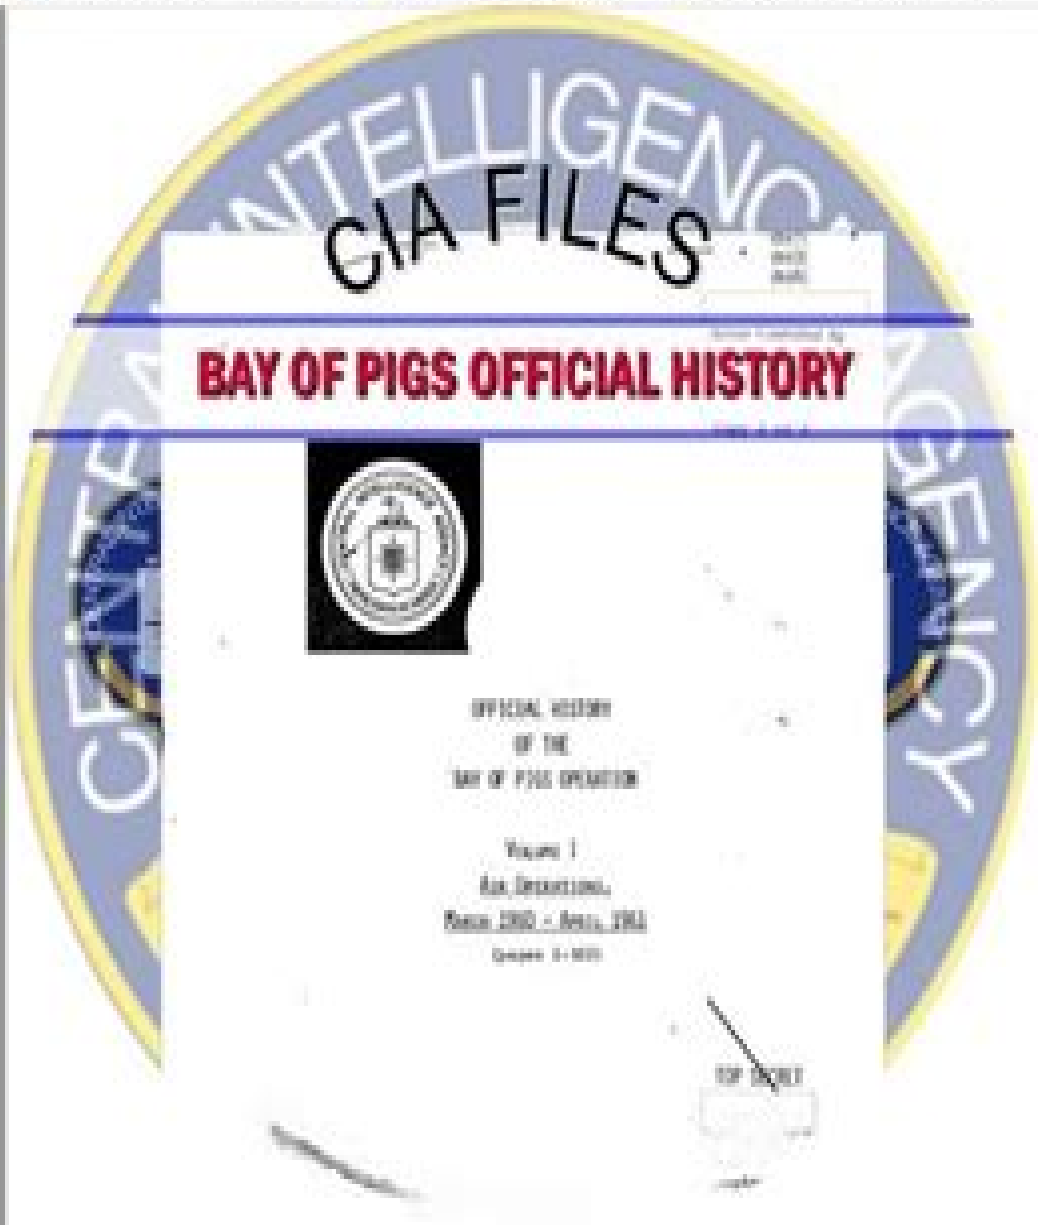 CENTRAL INTELLIGENCE AGENCY
CIA FILES
BAY OF PIGS OFFICIAL HISTORY
OFFICIAL HISTORY
OF THE
BAY OF PIGS OPERATION
Volume I
Air Operations,
March 1960 - April 1961
TOP SECRET